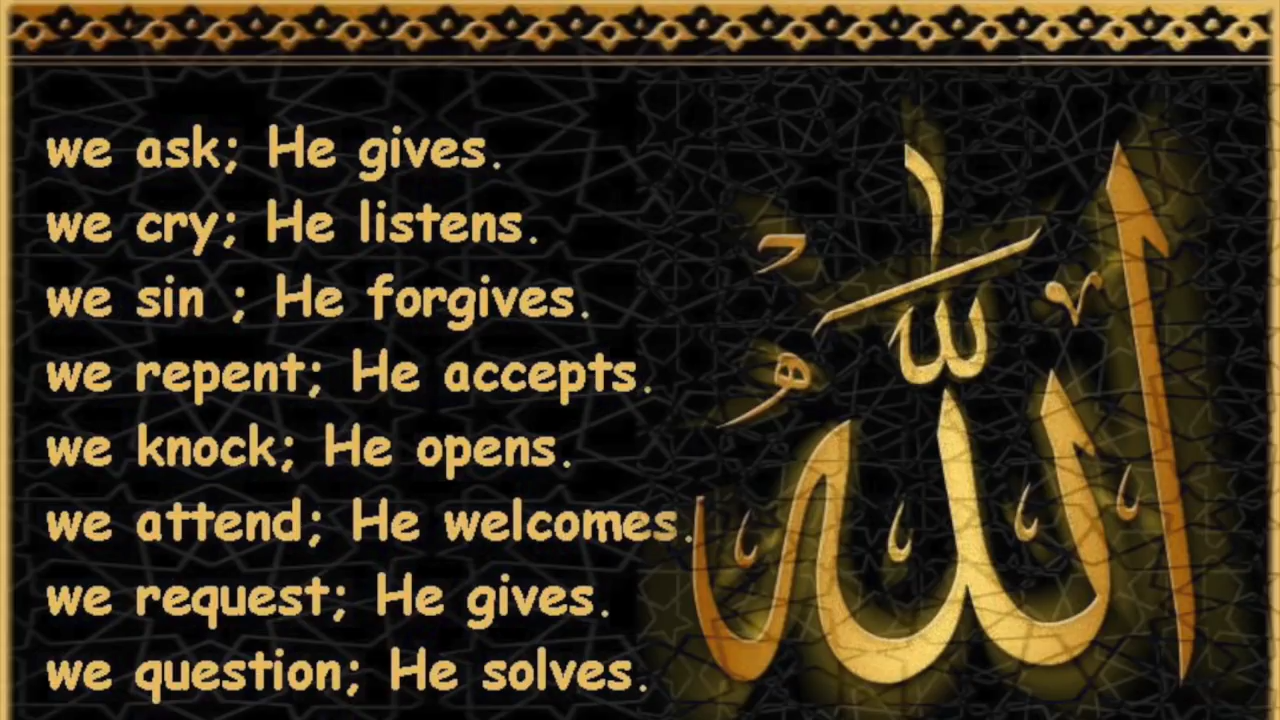 we ask; He gives.
we cry; He listens.
we sin ; He forgives.
we repent; He accepts.
we knock; He opens.
we attend; He welcomes.
we request; He gives.
we question; He solves.
الله